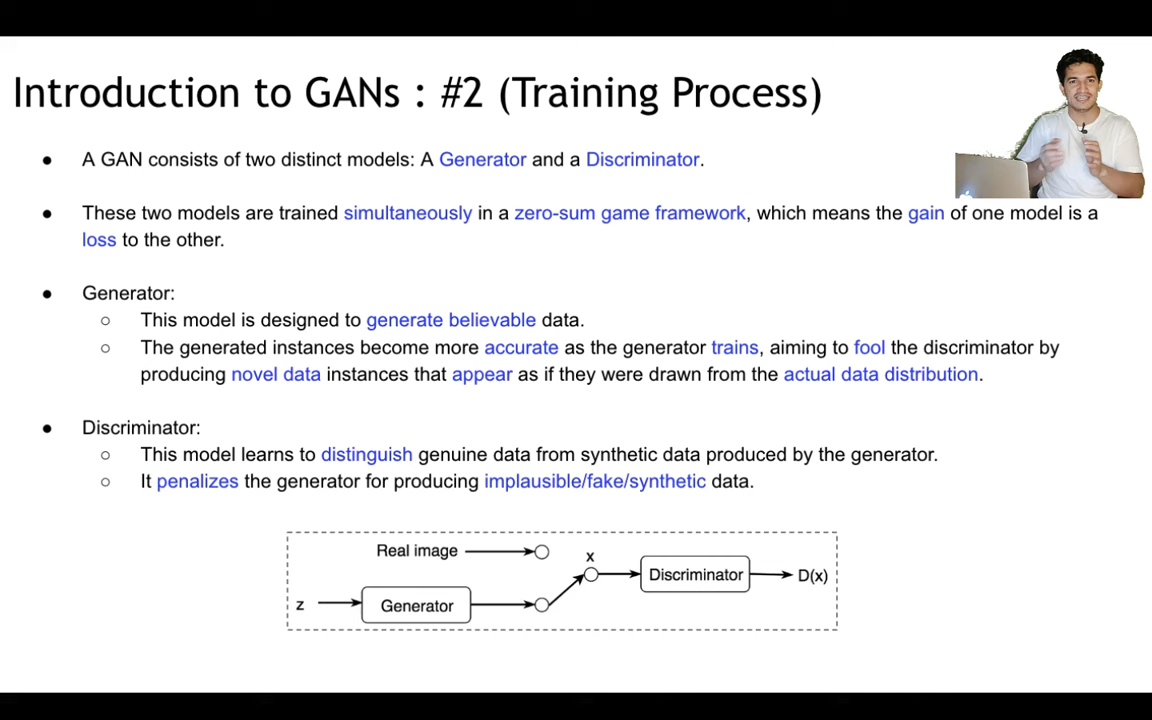 Introduction to GANs : #2 (Training Process)
● A GAN consists of two distinct models: A Generator and a Discriminator.
● These two models are trained simultaneously in a zero-sum game framework, which means the gain of one model is a
loss to the other.
● Generator:
○ This model is designed to generate believable data.
○ The generated instances become more accurate as the generator trains, aiming to fool the discriminator by
producing novel data instances that appear as if they were drawn from the actual data distribution.
● Discriminator:
○ This model learns to distinguish genuine data from synthetic data produced by the generator.
○ It penalizes the generator for producing implausible/fake/synthetic data.
Real image
x
Discriminator
D(x)
z
Generator